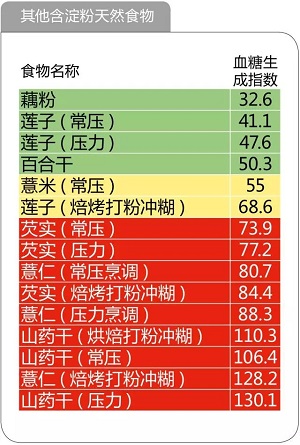 其他含淀粉天然食物
食物名称 血糖生成指数
藕粉 32.6
莲子（常压） 41.1
莲子（压力） 47.6
百合干 50.3
薏米（常压） 55
莲子（焙烤打粉冲糊） 68.6
芡实（常压） 73.9
芡实（压力） 77.2
薏仁（常压烹调） 80.7
芡实（焙烤打粉冲糊） 84.4
薏仁（压力烹调） 88.3
山药干（烘焙打粉冲糊） 110.3
山药干（常压） 106.4
薏仁（焙烤打粉冲糊） 128.2
山药干（压力） 130.1